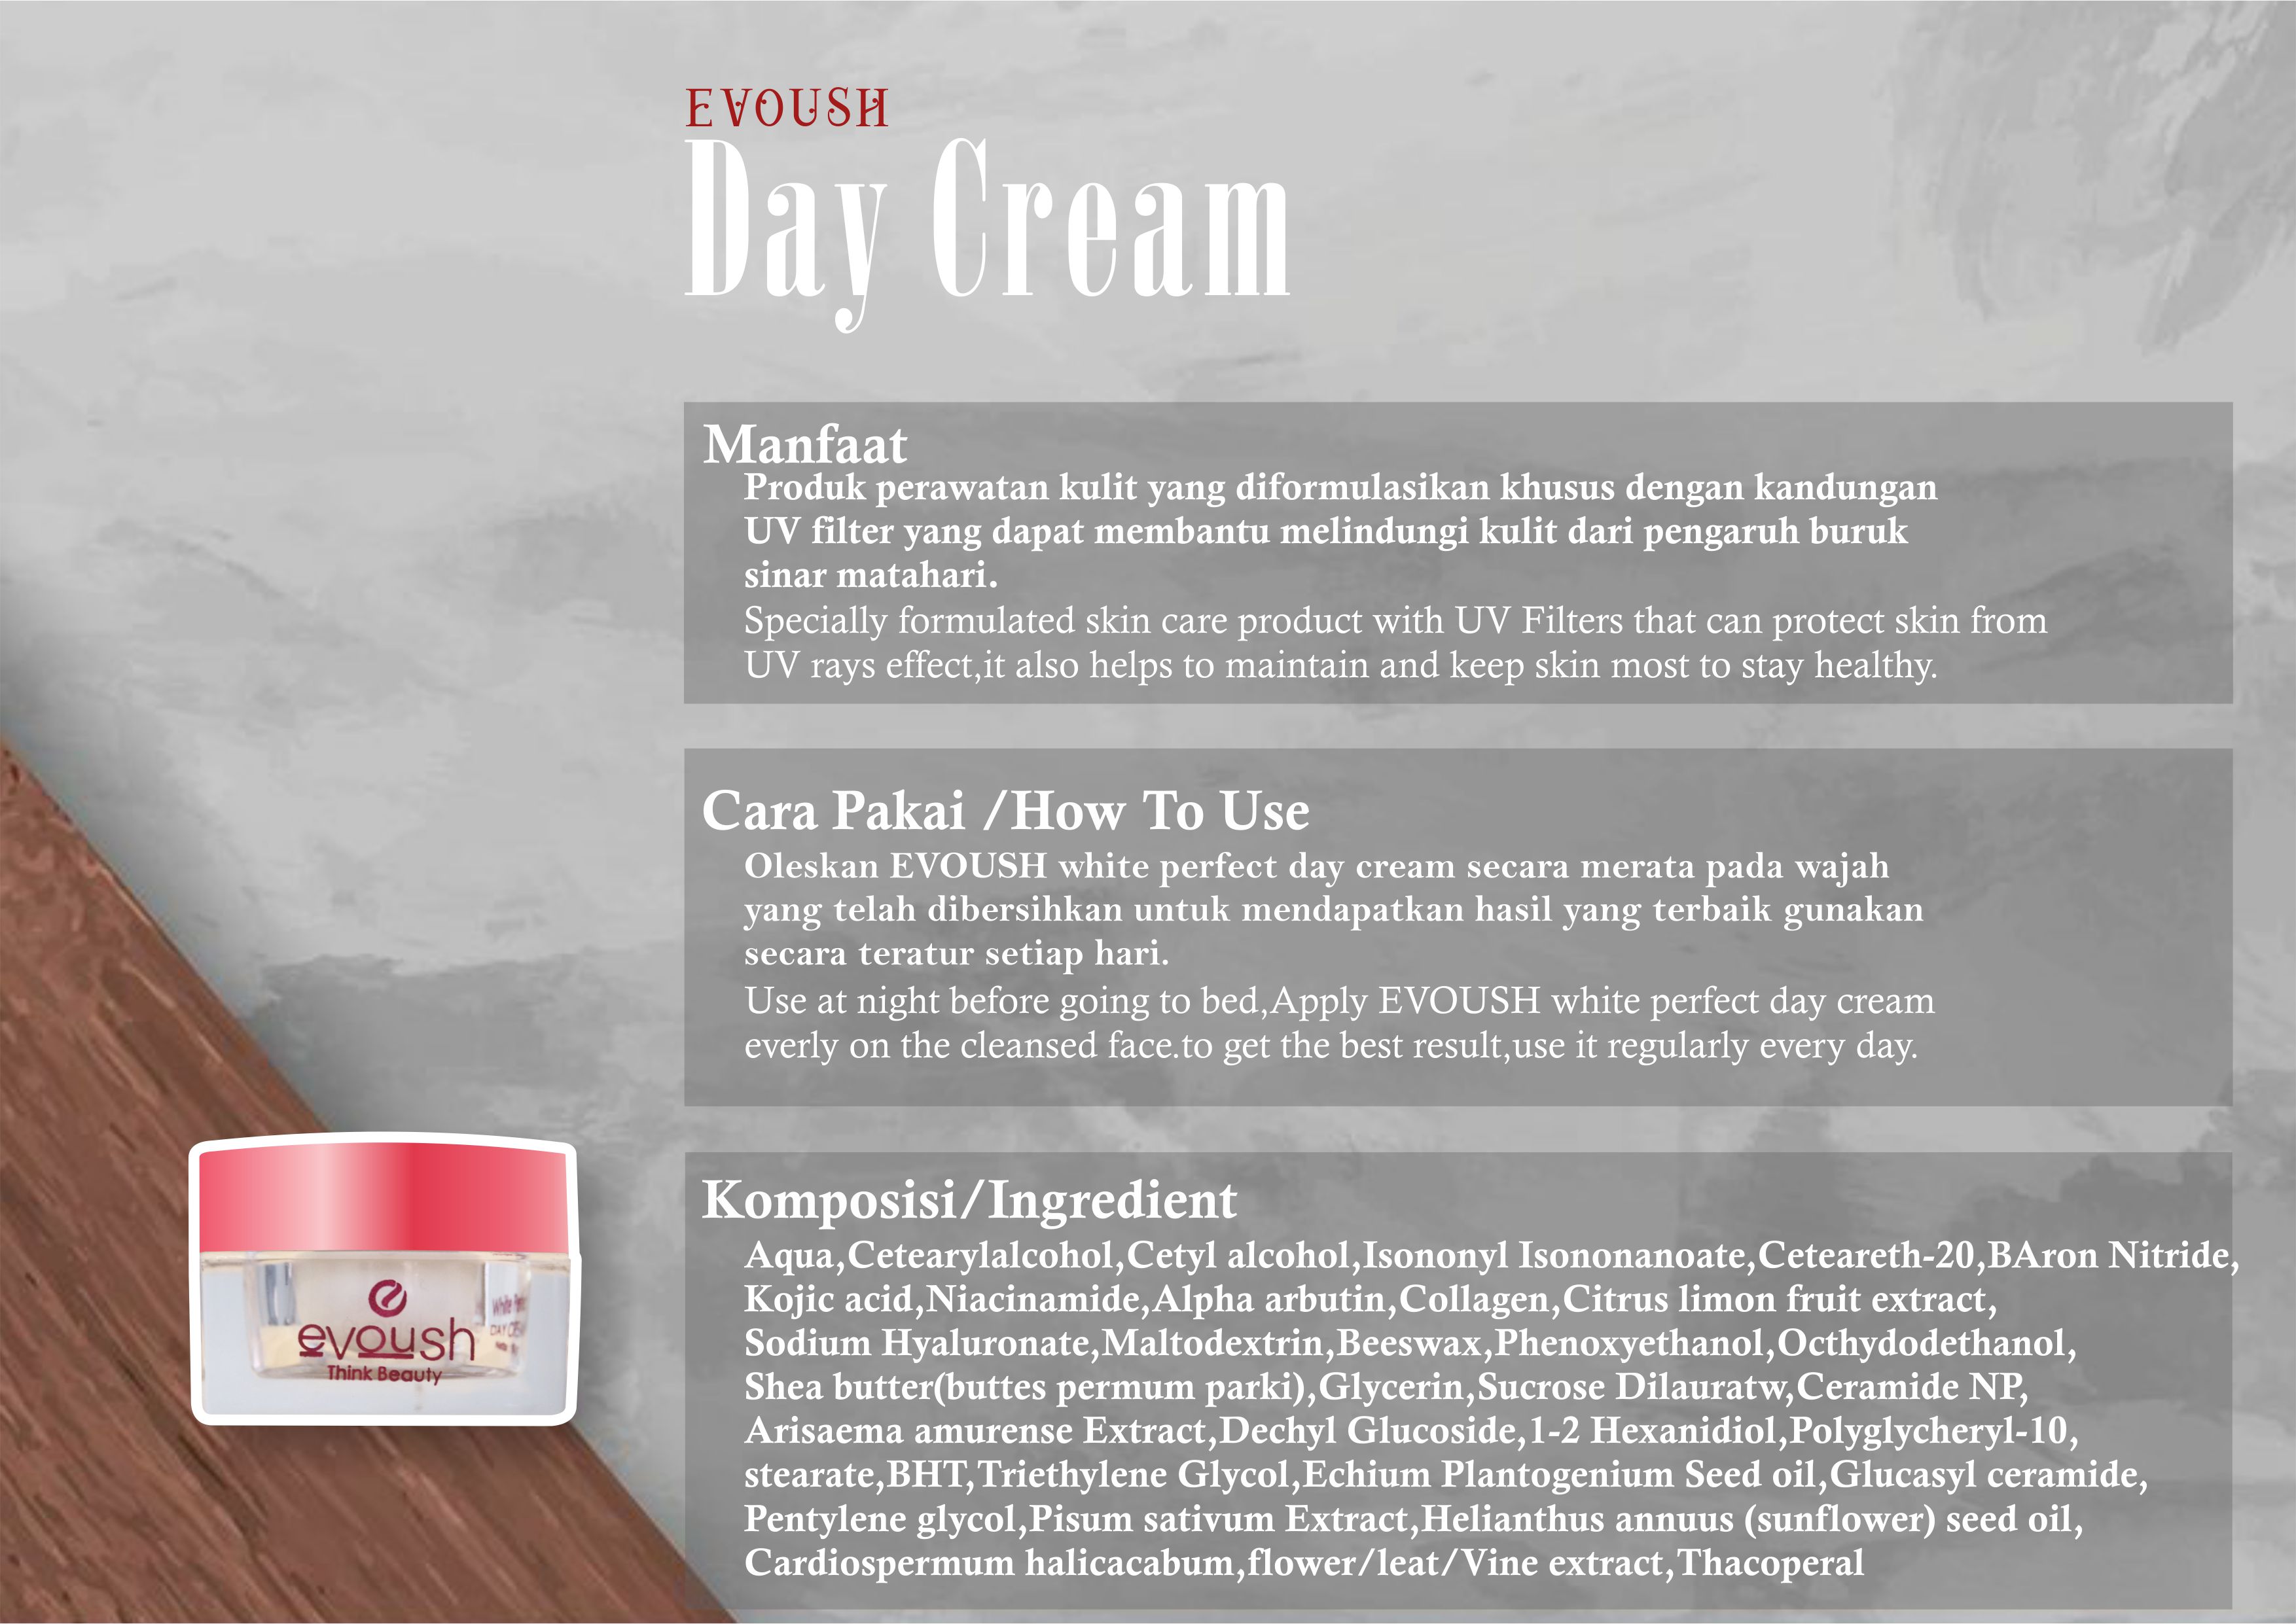 EVOUSH
Day Cream
Manfaat
Produk perawatan kulit yang diformulasikan khusus dengan kandungan
UV filter yang dapat membantu melindungi kulit dari pengaruh buruk
sinar matahari.
Specially formulated skin care product with UV Filters that can protect skin from
UV rays effect,it also helps to maintain and keep skin most to stay healthy.
Cara Pakai /How To Use
Oleskan EVOUSH white perfect day cream secara merata pada wajah
yang telah dibersihkan untuk mendapatkan hasil yang terbaik gunakan
secara teratur setiap hari.
Use at night before going to bed,Apply EVOUSH white perfect day cream
everly on the cleansed face.to get the best result,use it regularly every day.
Komposisi/Ingredient
Aqua,Cetearylalcohol,Cetyl alcohol,Isononyl Isononanoate,Ceteareth-20,BAron Nitride,
Kojic acid,Niacinamide,Alpha arbutin,Collagen,Citrus limon fruit extract,
Sodium Hyaluronate,Maltodextrin,Beeswax,Phenoxyethanol,Octhydodethanol,
Shea butter(buttes permum parki),Glycerin,Sucrose Dilauratw,Ceramide NP,
Arisaema amurense Extract,Dechyl Glucoside,1-2 Hexanidiol,Polyglycheryl-10,
stearate,BHT,Triethylene Glycol,Echium Plantogenium Seed oil,Glucasyl ceramide,
Pentylene glycol,Pisum sativum Extract,Helianthus annuus (sunflower) seed oil,
Cardiospermum halicacabum,flower/leat/Vine extract,Thacoperal
evoush
Think Beauty
White
DAY